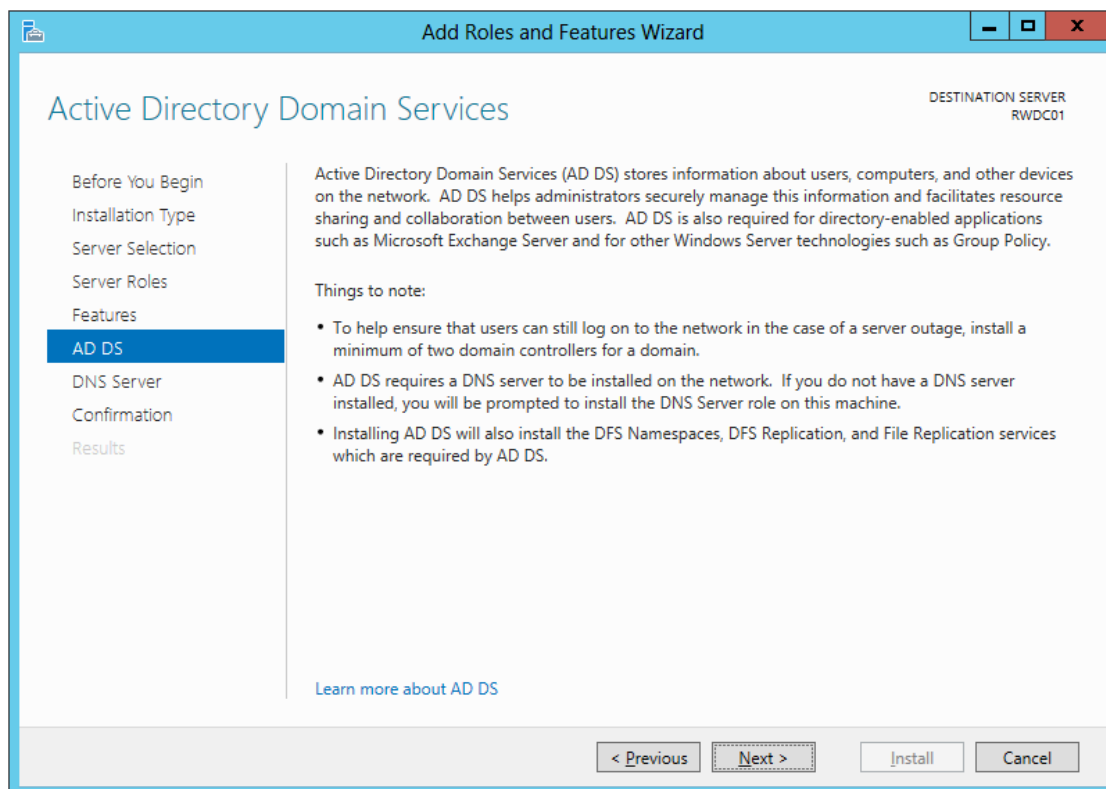 Add Roles and Features Wizard
Active Directory Domain Services
DESTINATION SERVER
RWDC01
Before You Begin
Installation Type
Server Selection
Server Roles
Features
AD DS
DNS Server
Confirmation
Results
Active Directory Domain Services (AD DS) stores information about users, computers, and other devices
on the network.  AD DS helps administrators securely manage this information and facilitates resource
sharing and collaboration between users.  AD DS is also required for directory-enabled applications
such as Microsoft Exchange Server and for other Windows Server technologies such as Group Policy.
Things to note:
• To help ensure that users can still log on to the network in the case of a server outage, install a
minimum of two domain controllers for a domain.
• AD DS requires a DNS server to be installed on the network.  If you do not have a DNS server
installed, you will be prompted to install the DNS Server role on this machine.
• Installing AD DS will also install the DFS Namespaces, DFS Replication, and File Replication services
which are required by AD DS.
Learn more about AD DS
< Previous
Next >
Install
Cancel